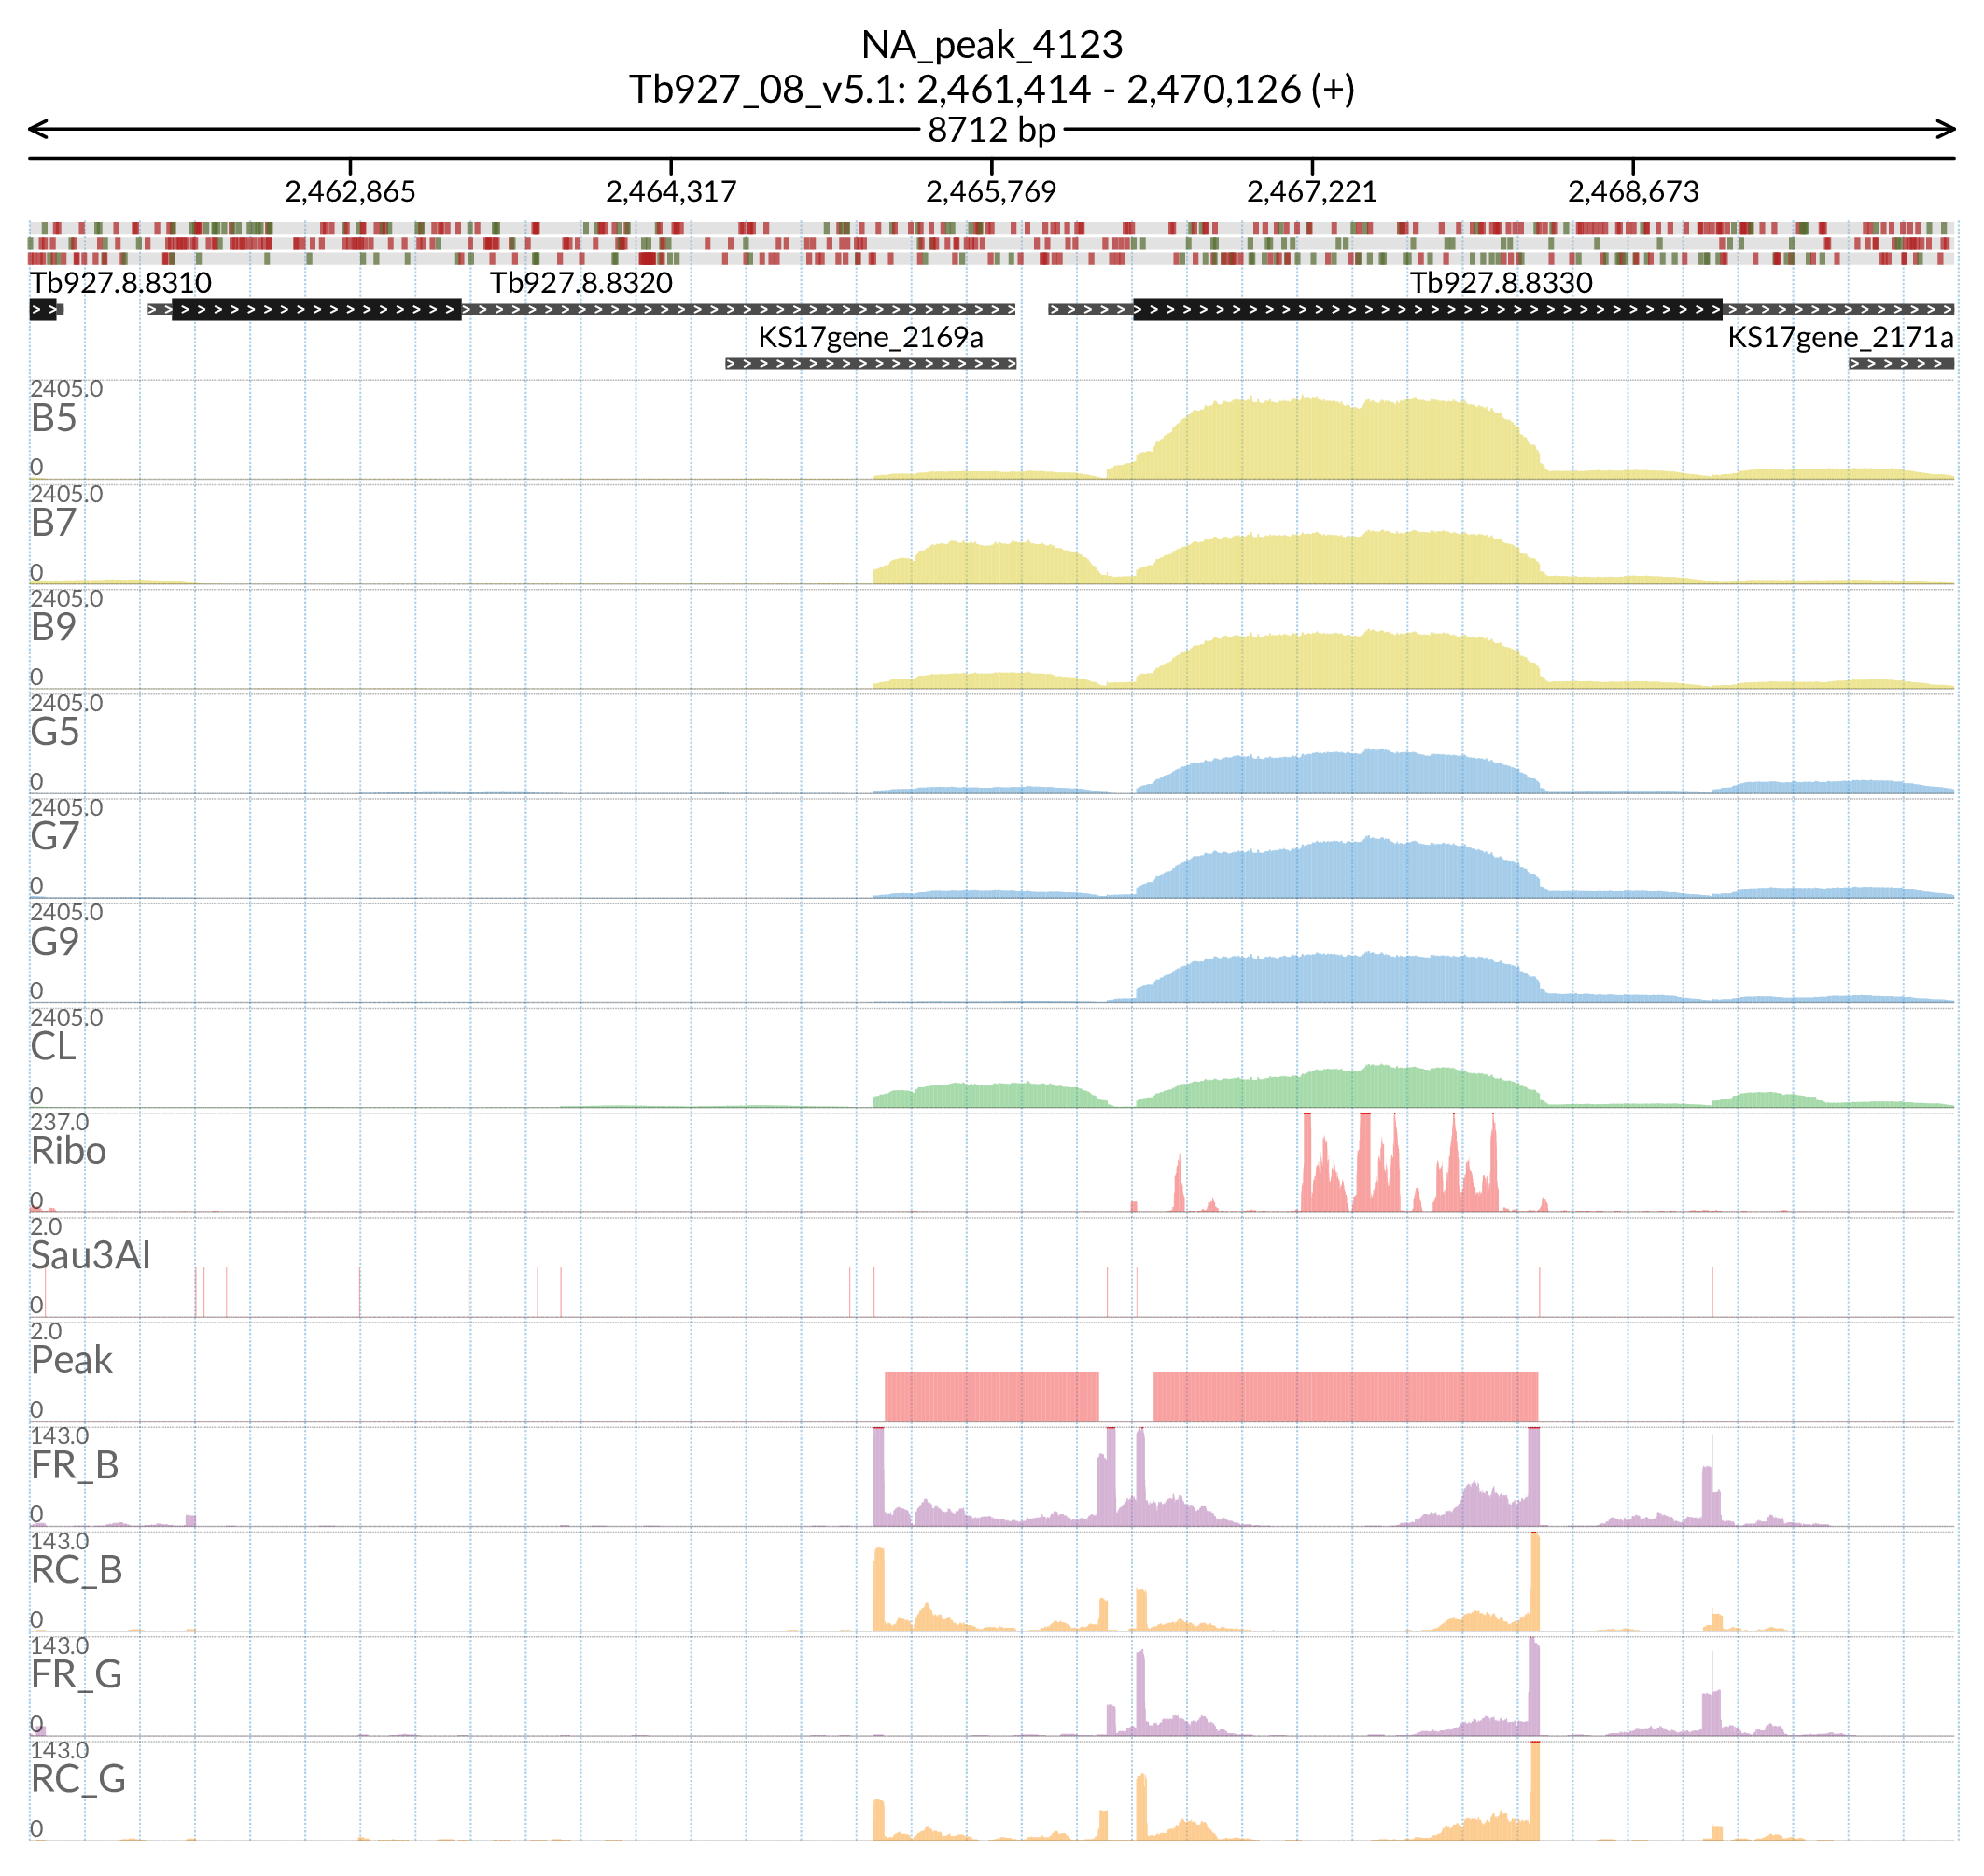 NA_peak_4123
Tb927_08_v5.1: 2,461,414 - 2,470,126 (+)
8712 bp
2,462,865 2,464,317 2,465,769 2,467,221 2,468,673
Tb927.8.8310 Tb927.8.8320 Tb927.8.8330
KS17gene_2169a KS17gene_2171a
2405.0
B5
0
2405.0
B7
0
2405.0
B9
0
2405.0
G5
0
2405.0
G7
0
2405.0
G9
0
2405.0
CL
0
237.0
Ribo
0
2.0
Sau3AI
0
2.0
Peak
0
143.0
FR_B
0
143.0
RC_B
0
143.0
FR_G
0
143.0
RC_G
0